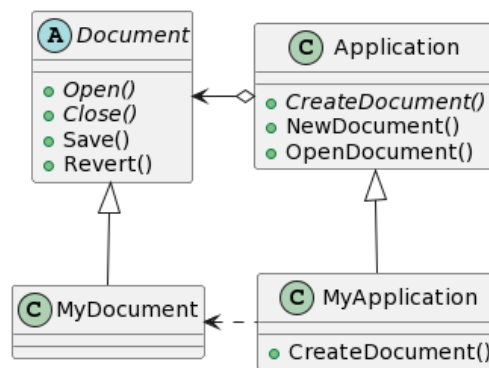 A Document
Open()
Close()
Save()
Revert()
C Application
CreateDocument()
NewDocument()
OpenDocument()
C MyDocument
C MyApplication
CreateDocument()